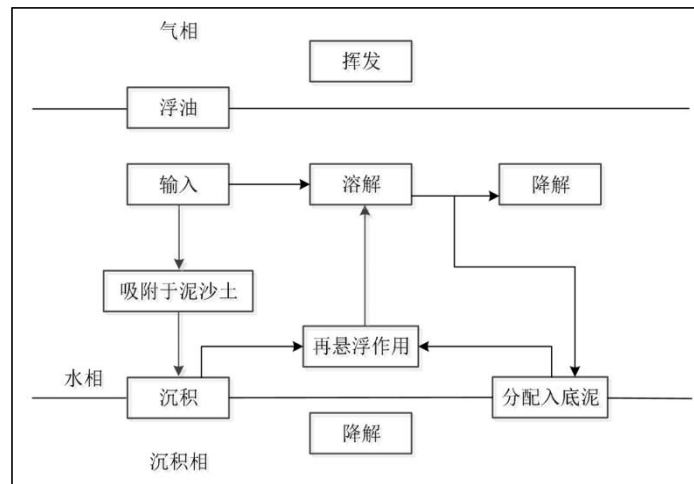 气相
挥发
浮油
输入
溶解
降解
吸附于泥沙土
再悬浮作用
水相
沉积
分配入底泥
降解
沉积相